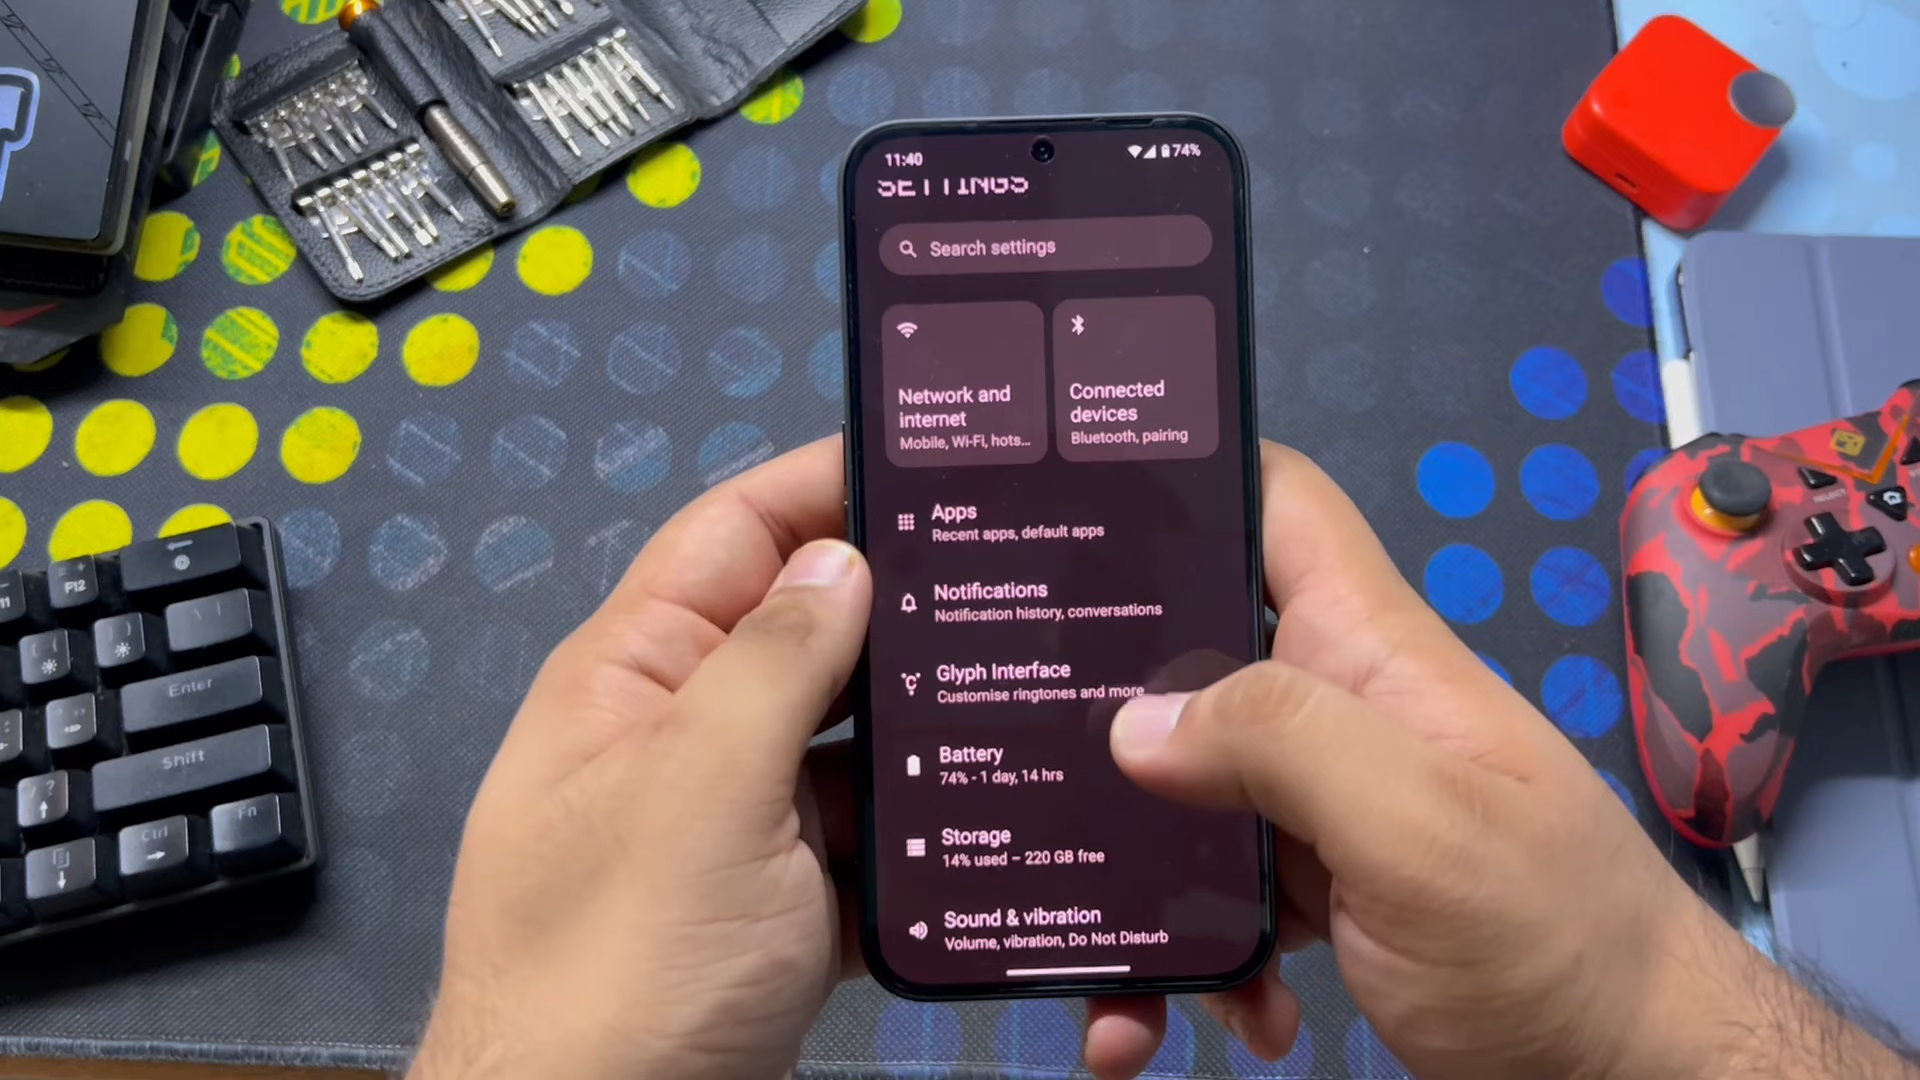 11:40
74%
SETTINGS
Search settings
Network and
internet
Mobile, Wi-Fi, hots...
Connected
devices
Bluetooth, pairing
Apps
Recent apps, default apps
Notifications
Notification history, conversations
Glyph Interface
Customise ringtones and more
Battery
74% - 1 day, 14 hrs
Storage
14% used – 220 GB free
Sound & vibration
Volume, vibration, Do Not Disturb
F12
Enter
Shift
Ctrl
Fn
SELECT